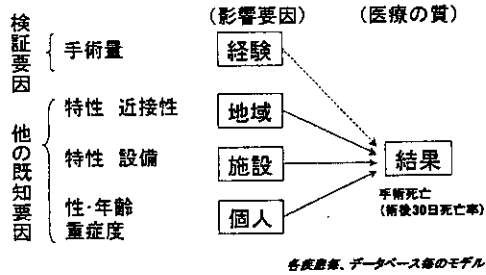 (影響要因) (医療の質)
検証要因
手術量 経験
他の既知要因
特性 近接性 地域
特性 設備 施設
結果
性・年齢
重症度
個人
手術死亡
(術後30日死亡率)
各疾患毎、データベース毎のモデル